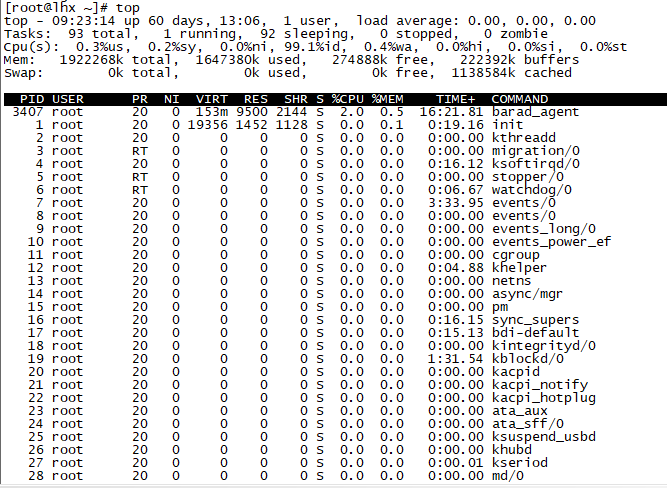 [root@lhx ~]# top
top - 09:23:14 up 60 days, 13:06,  1 user,  load average: 0.00, 0.00, 0.00
Tasks:  93 total,   1 running,  92 sleeping,   0 stopped,   0 zombie
Cpu(s):  0.3%us,  0.2%sy,  0.0%ni, 99.1%id,  0.4%wa,  0.0%hi,  0.0%si,  0.0%st
Mem:   1922268k total,  1647380k used,   274888k free,   222392k buffers
Swap:        0k total,        0k used,        0k free,  1138584k cached
PID USER      PR  NI  VIRT  RES  SHR S %CPU %MEM    TIME+  COMMAND
3407 root      20   0  153m 9500 2144 S  2.0  0.5  16:21.81 barad_agent
1 root      20   0 19356 1452 1128 S  0.0  0.1   0:19.16 init
2 root      20   0     0    0    0 S  0.0  0.0   0:00.00 kthreadd
3 root      RT   0     0    0    0 S  0.0  0.0   0:00.00 migration/0
4 root      20   0     0    0    0 S  0.0  0.0   0:16.12 ksoftirqd/0
5 root      RT   0     0    0    0 S  0.0  0.0   0:00.00 stopper/0
6 root      RT   0     0    0    0 S  0.0  0.0   0:06.67 watchdog/0
7 root      20   0     0    0    0 S  0.0  0.0   3:33.95 events/0
8 root      20   0     0    0    0 S  0.0  0.0   0:00.00 events/0
9 root      20   0     0    0    0 S  0.0  0.0   0:00.00 events_long/0
10 root      20   0     0    0    0 S  0.0  0.0   0:00.00 events_power_ef
11 root      20   0     0    0    0 S  0.0  0.0   0:00.00 cgroup
12 root      20   0     0    0    0 S  0.0  0.0   0:04.88 khelper
13 root      20   0     0    0    0 S  0.0  0.0   0:00.00 netns
14 root      20   0     0    0    0 S  0.0  0.0   0:00.00 async/mgr
15 root      20   0     0    0    0 S  0.0  0.0   0:00.00 pm
16 root      20   0     0    0    0 S  0.0  0.0   0:16.15 sync_supers
17 root      20   0     0    0    0 S  0.0  0.0   0:15.13 bdi-default
18 root      20   0     0    0    0 S  0.0  0.0   0:00.00 kintegrityd/0
19 root      20   0     0    0    0 S  0.0  0.0   1:31.54 kblockd/0
20 root      20   0     0    0    0 S  0.0  0.0   0:00.00 kacpid
21 root      20   0     0    0    0 S  0.0  0.0   0:00.00 kacpi_notify
22 root      20   0     0    0    0 S  0.0  0.0   0:00.00 kacpi_hotplug
23 root      20   0     0    0    0 S  0.0  0.0   0:00.00 ata_aux
24 root      20   0     0    0    0 S  0.0  0.0   0:00.00 ata_sff/0
25 root      20   0     0    0    0 S  0.0  0.0   0:00.00 ksuspend_usbd
26 root      20   0     0    0    0 S  0.0  0.0   0:00.00 khubd
27 root      20   0     0    0    0 S  0.0  0.0   0:00.01 kseriod
28 root      20   0     0    0    0 S  0.0  0.0   0:00.00 md/0